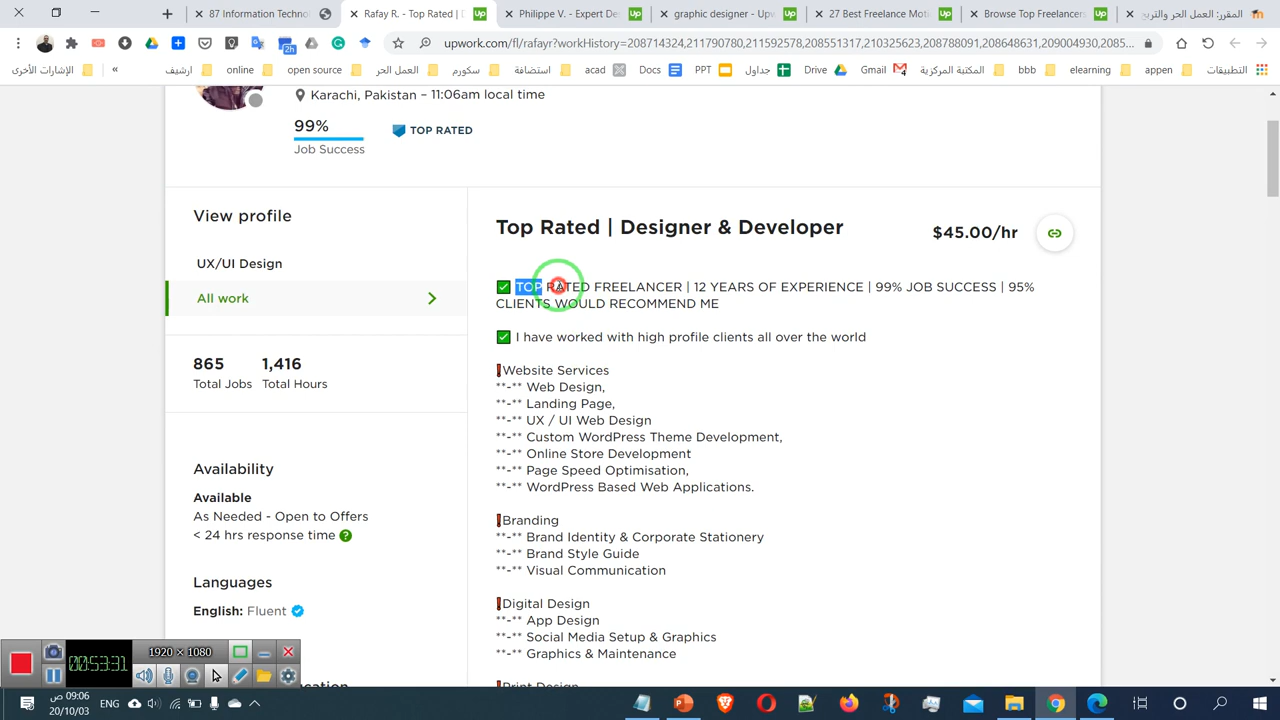 87 Information Technol
Rafay R. - Top Rated | D
Philippe V. - Expert Des
graphic designer - Upw
27 Best Freelance Moti
Browse Top Freelancers
المقرر: العمل الحر والتربح
upwork.com/fl/rafayr?workHistory=208714324,211795780,211592578,208551317,210325623,208788091,208648631,209004930,2085...
الإشارات الأخرى
»
ارشيف
online
open source
العمل الحر
سكورم
استضافة
acad
Docs
PPT
جداول
Drive
Gmail
المكتبة المركزية
bbb
elearning
appen
التطبيقات
Karachi, Pakistan – 11:06am local time
99%
TOP RATED
Job Success
View profile
UX/UI Design
All work
865 1,416
Total Jobs Total Hours
Availability
Available
As Needed - Open to Offers
< 24 hrs response time ?
Languages
English: Fluent
Top Rated | Designer & Developer
$45.00/hr
✅ TOP RATED FREELANCER | 12 YEARS OF EXPERIENCE | 99% JOB SUCCESS | 95%
CLIENTS WOULD RECOMMEND ME
✅ I have worked with high profile clients all over the world
❗Website Services
**-** Web Design,
**-** Landing Page,
**-** UX / UI Web Design
**-** Custom WordPress Theme Development,
**-** Online Store Development
**-** Page Speed Optimisation,
**-** WordPress Based Web Applications.
❗Branding
**-** Brand Identity & Corporate Stationery
**-** Brand Style Guide
**-** Visual Communication
❗Digital Design
**-** App Design
**-** Social Media Setup & Graphics
**-** Graphics & Maintenance
❗Print Design
1920 × 1080
00:53:31
09:06 ص
20/10/03
ENG